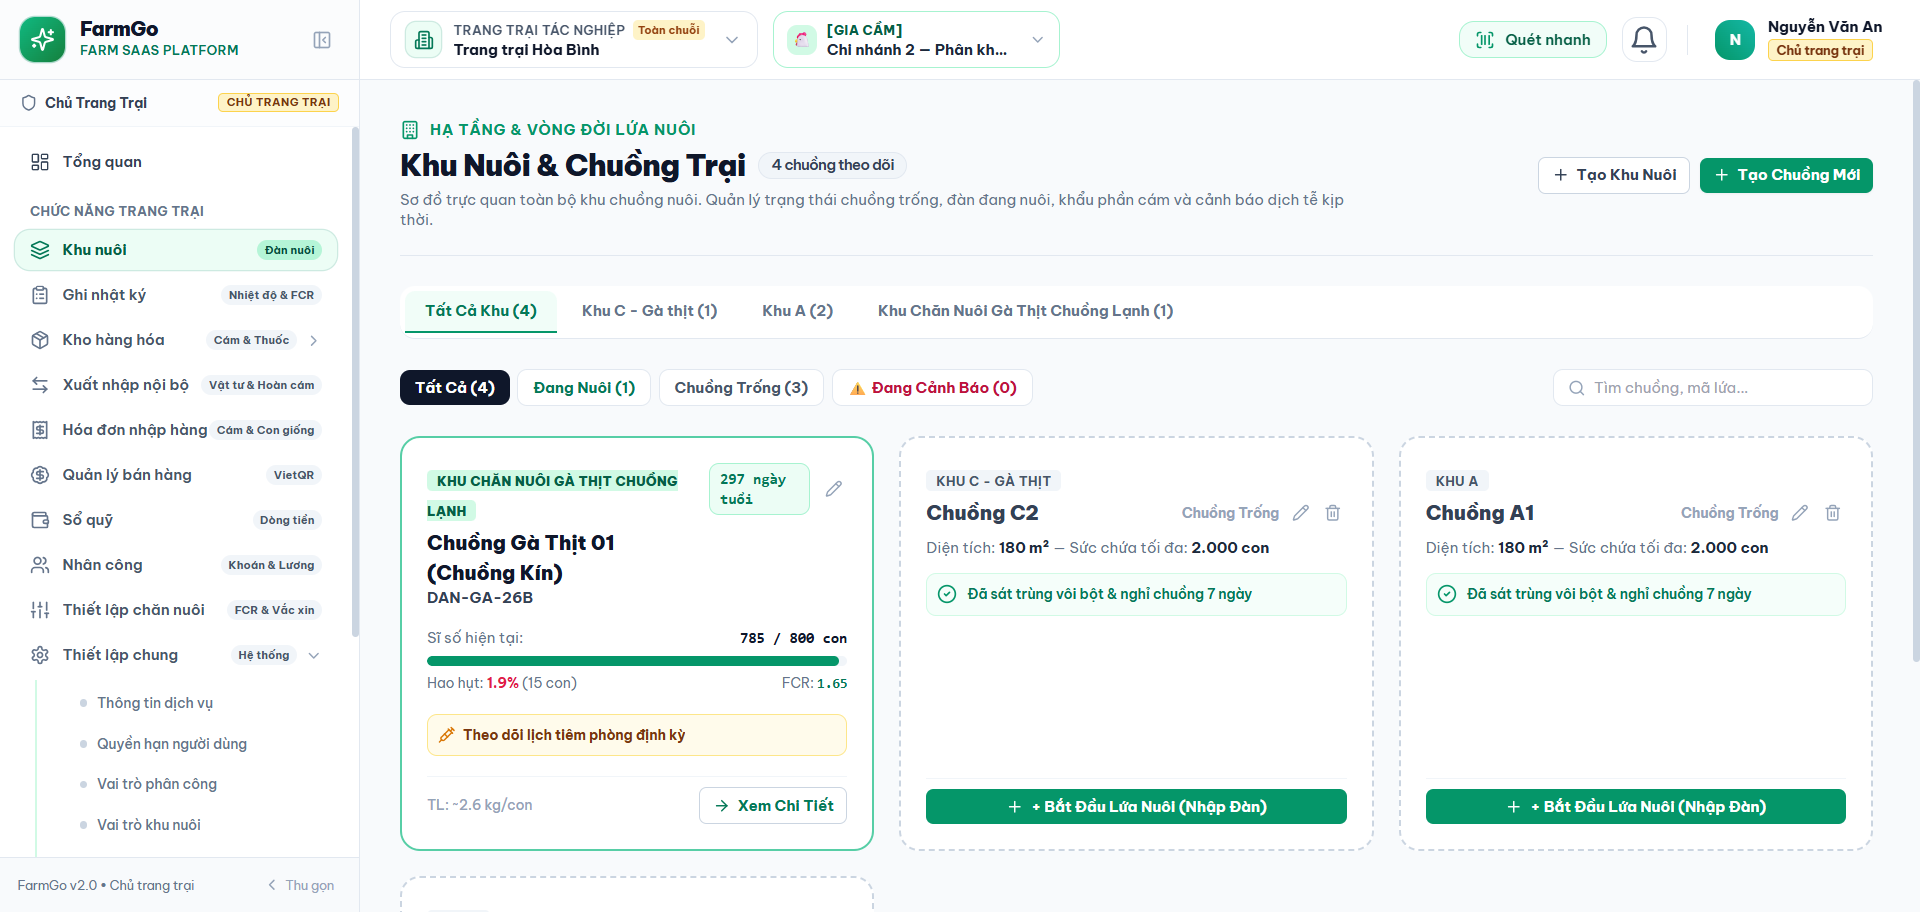 FarmGo
FARM SAAS PLATFORM
TRANG TRẠI TÁC NGHIỆP Toàn chuỗi
Trang trại Hòa Bình
[GIA CẦM]
Chi nhánh 2 — Phân kh...
Quét nhanh
N
Nguyễn Văn An
Chủ trang trại
Chủ Trang Trại CHỦ TRANG TRẠI
Tổng quan
CHỨC NĂNG TRANG TRẠI
Khu nuôi Đàn nuôi
Ghi nhật ký Nhiệt độ & FCR
Kho hàng hóa Cám & Thuốc
Xuất nhập nội bộ Vật tư & Hoàn cám
Hóa đơn nhập hàng Cám & Con giống
Quản lý bán hàng VietQR
Sổ quỹ Dòng tiền
Nhân công Khoán & Lương
Thiết lập chăn nuôi FCR & Vắc xin
Thiết lập chung Hệ thống
Thông tin dịch vụ
Quyền hạn người dùng
Vai trò phân công
Vai trò khu nuôi
FarmGo v2.0 • Chủ trang trại Thu gọn
HẠ TẦNG & VÒNG ĐỜI LỨA NUÔI
Khu Nuôi & Chuồng Trại 4 chuồng theo dõi
Sơ đồ trực quan toàn bộ khu chuồng nuôi. Quản lý trạng thái chuồng trống, đàn đang nuôi, khẩu phần cám và cảnh báo dịch tễ kịp
thời.
Tạo Khu Nuôi
Tạo Chuồng Mới
Tất Cả Khu (4) Khu C - Gà thịt (1) Khu A (2) Khu Chăn Nuôi Gà Thịt Chuồng Lạnh (1)
Tất Cả (4) Đang Nuôi (1) Chuồng Trống (3) Đang Cảnh Báo (0)
Tìm chuồng, mã lứa...
KHU CHĂN NUÔI GÀ THỊT CHUỒNG
LẠNH
297 ngày
tuổi
Chuồng Gà Thịt 01
(Chuồng Kín)
DAN-GA-26B
Sĩ số hiện tại: 785 / 800 con
Hao hụt: 1.9% (15 con) FCR: 1.65
Theo dõi lịch tiêm phòng định kỳ
TL: ~2.6 kg/con Xem Chi Tiết
KHU C - GÀ THỊT
Chuồng C2 Chuồng Trống
Diện tích: 180 m² — Sức chứa tối đa: 2.000 con
Đã sát trùng vôi bột & nghỉ chuồng 7 ngày
+ Bắt Đầu Lứa Nuôi (Nhập Đàn)
KHU A
Chuồng A1 Chuồng Trống
Diện tích: 180 m² — Sức chứa tối đa: 2.000 con
Đã sát trùng vôi bột & nghỉ chuồng 7 ngày
+ Bắt Đầu Lứa Nuôi (Nhập Đàn)